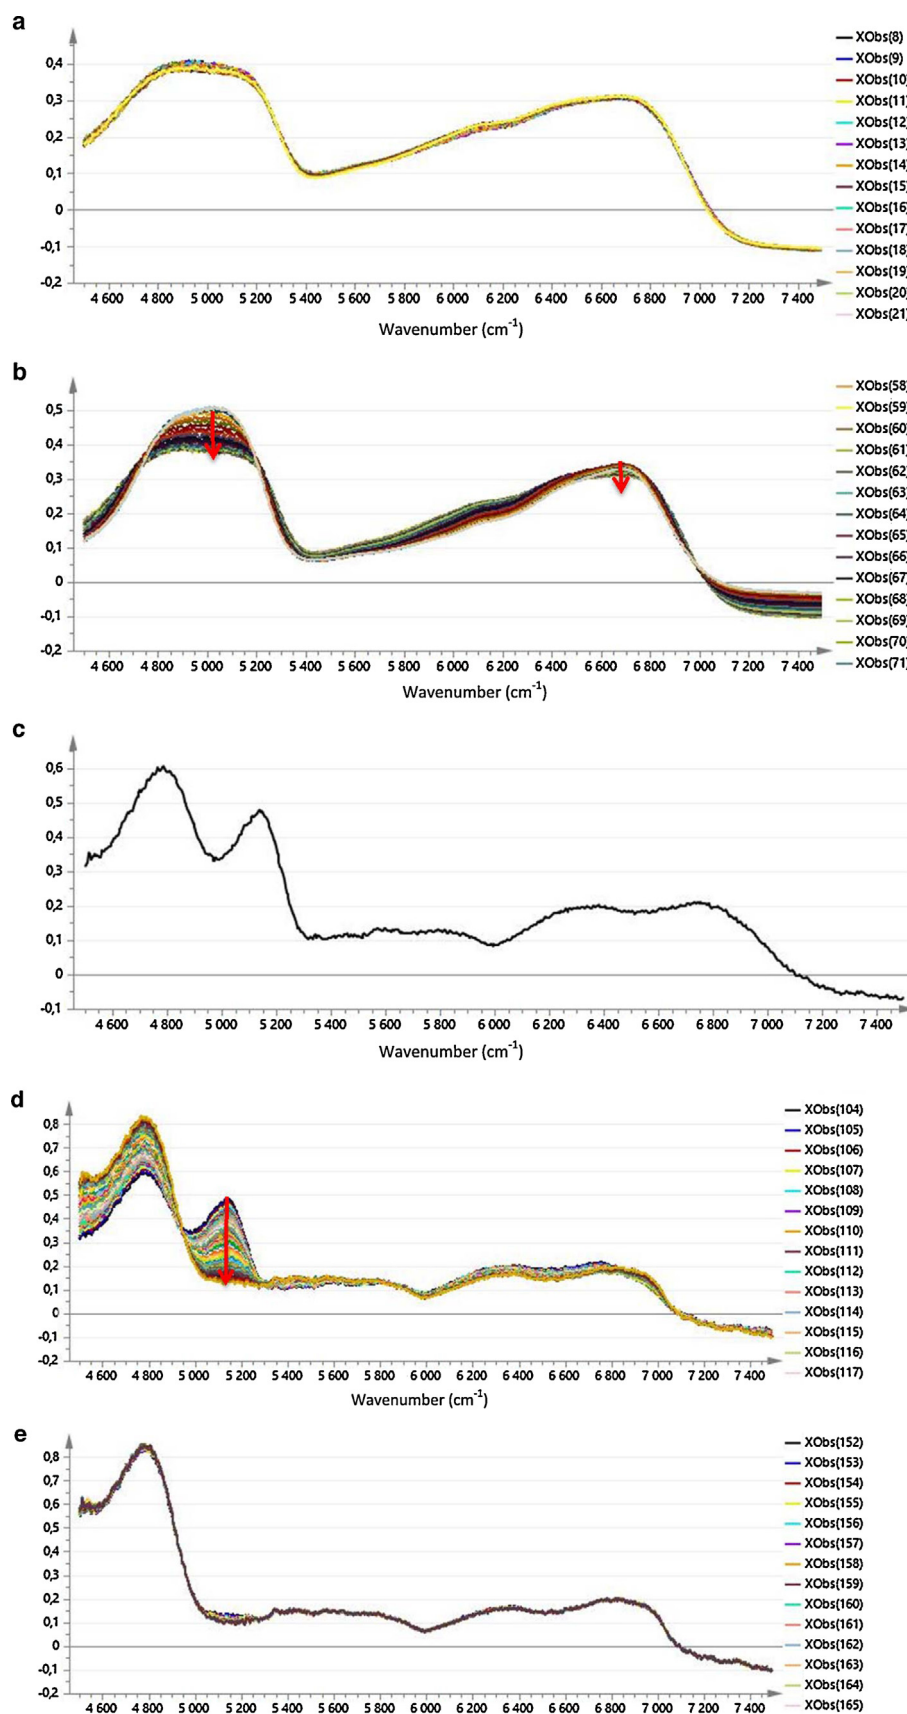 a
0,4
0,3
0,2
0,1
0
-0,1
-0,2
4 600 4 800 5 000 5 200 5 400 5 600 5 800 6 000 6 200 6 400 6 600 6 800 7 000 7 200 7 400
Wavenumber (cm-1)
XObs(8)
XObs(9)
XObs(10)
XObs(11)
XObs(12)
XObs(13)
XObs(14)
XObs(15)
XObs(16)
XObs(17)
XObs(18)
XObs(19)
XObs(20)
XObs(21)
b
0,5
0,4
0,3
0,2
0,1
0
-0,1
-0,2
4 600 4 800 5 000 5 200 5 400 5 600 5 800 6 000 6 200 6 400 6 600 6 800 7 000 7 200 7 400
Wavenumber (cm-1)
XObs(58)
XObs(59)
XObs(60)
XObs(61)
XObs(62)
XObs(63)
XObs(64)
XObs(65)
XObs(66)
XObs(67)
XObs(68)
XObs(69)
XObs(70)
XObs(71)
c
0,6
0,5
0,4
0,3
0,2
0,1
0
-0,1
4 600 4 800 5 000 5 200 5 400 5 600 5 800 6 000 6 200 6 400 6 600 6 800 7 000 7 200 7 400
Wavenumber (cm-1)
d
0,8
0,7
0,6
0,5
0,4
0,3
0,2
0,1
0
-0,1
-0,2
4 600 4 800 5 000 5 200 5 400 5 600 5 800 6 000 6 200 6 400 6 600 6 800 7 000 7 200 7 400
Wavenumber (cm-1)
XObs(104)
XObs(105)
XObs(106)
XObs(107)
XObs(108)
XObs(109)
XObs(110)
XObs(111)
XObs(112)
XObs(113)
XObs(114)
XObs(115)
XObs(116)
XObs(117)
e
0,8
0,7
0,6
0,5
0,4
0,3
0,2
0,1
0
-0,1
-0,2
4 600 4 800 5 000 5 200 5 400 5 600 5 800 6 000 6 200 6 400 6 600 6 800 7 000 7 200 7 400
XObs(152)
XObs(153)
XObs(154)
XObs(155)
XObs(156)
XObs(157)
XObs(158)
XObs(159)
XObs(160)
XObs(161)
XObs(162)
XObs(163)
XObs(164)
XObs(165)